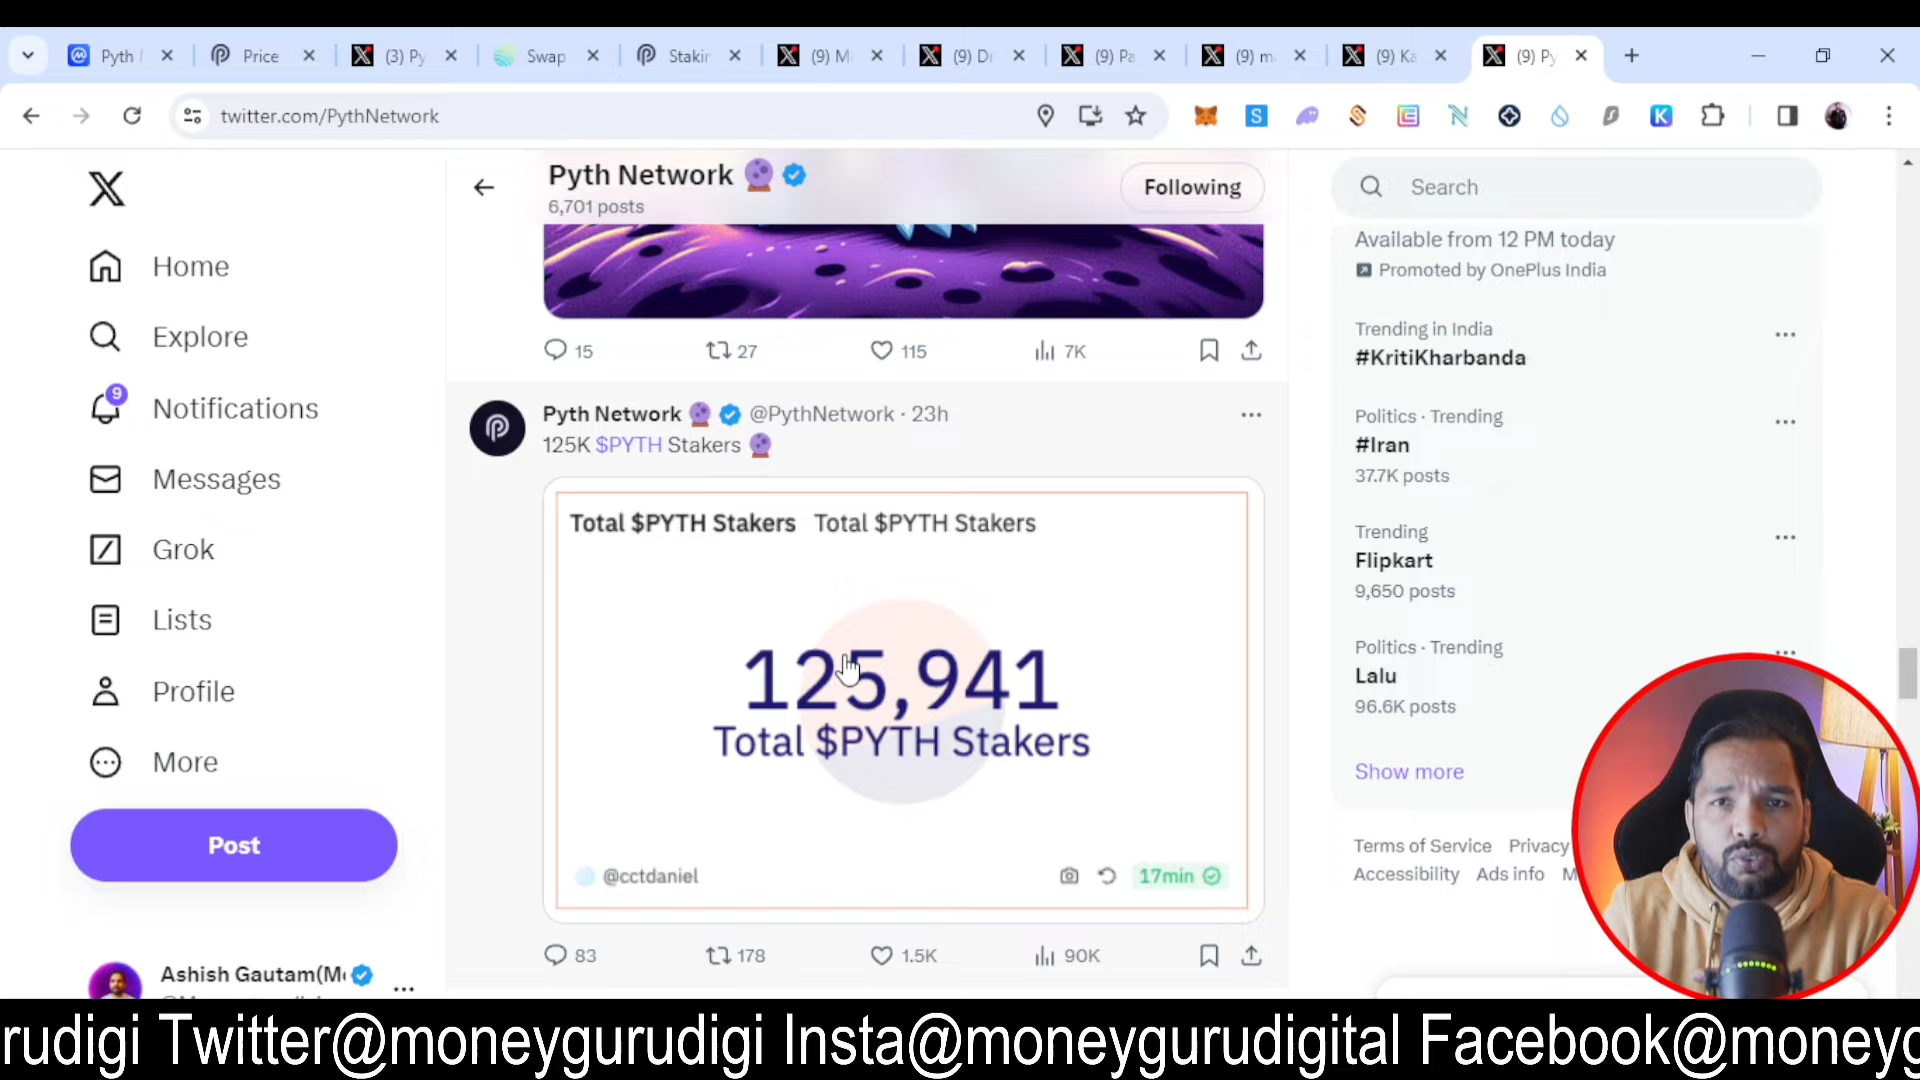 Pyth
Price
(3) Py
Swap
Stakir
(9) M
(9) Di
(9) Pa
(9) m
(9) Ka
(9) Py
twitter.com/PythNetwork
Home
Explore
9
Notifications
Messages
Grok
Lists
Profile
More
Post
Ashish Gautam(M
Pyth Network
6,701 posts
Following
15
27
115
7K
Pyth Network @PythNetwork · 23h
125K $PYTH Stakers
Total $PYTH Stakers Total $PYTH Stakers
125,941
Total $PYTH Stakers
@cctdaniel
17min
83
178
1.5K
90K
Search
Available from 12 PM today
Promoted by OnePlus India
Trending in India
#KritiKharbanda
Politics · Trending
#Iran
37.7K posts
Trending
Flipkart
9,650 posts
Politics · Trending
Lalu
96.6K posts
Show more
Terms of Service Privacy
Accessibility Ads info M
rudigi Twitter@moneygurudigi Insta@moneygurudigital Facebook@moneyg